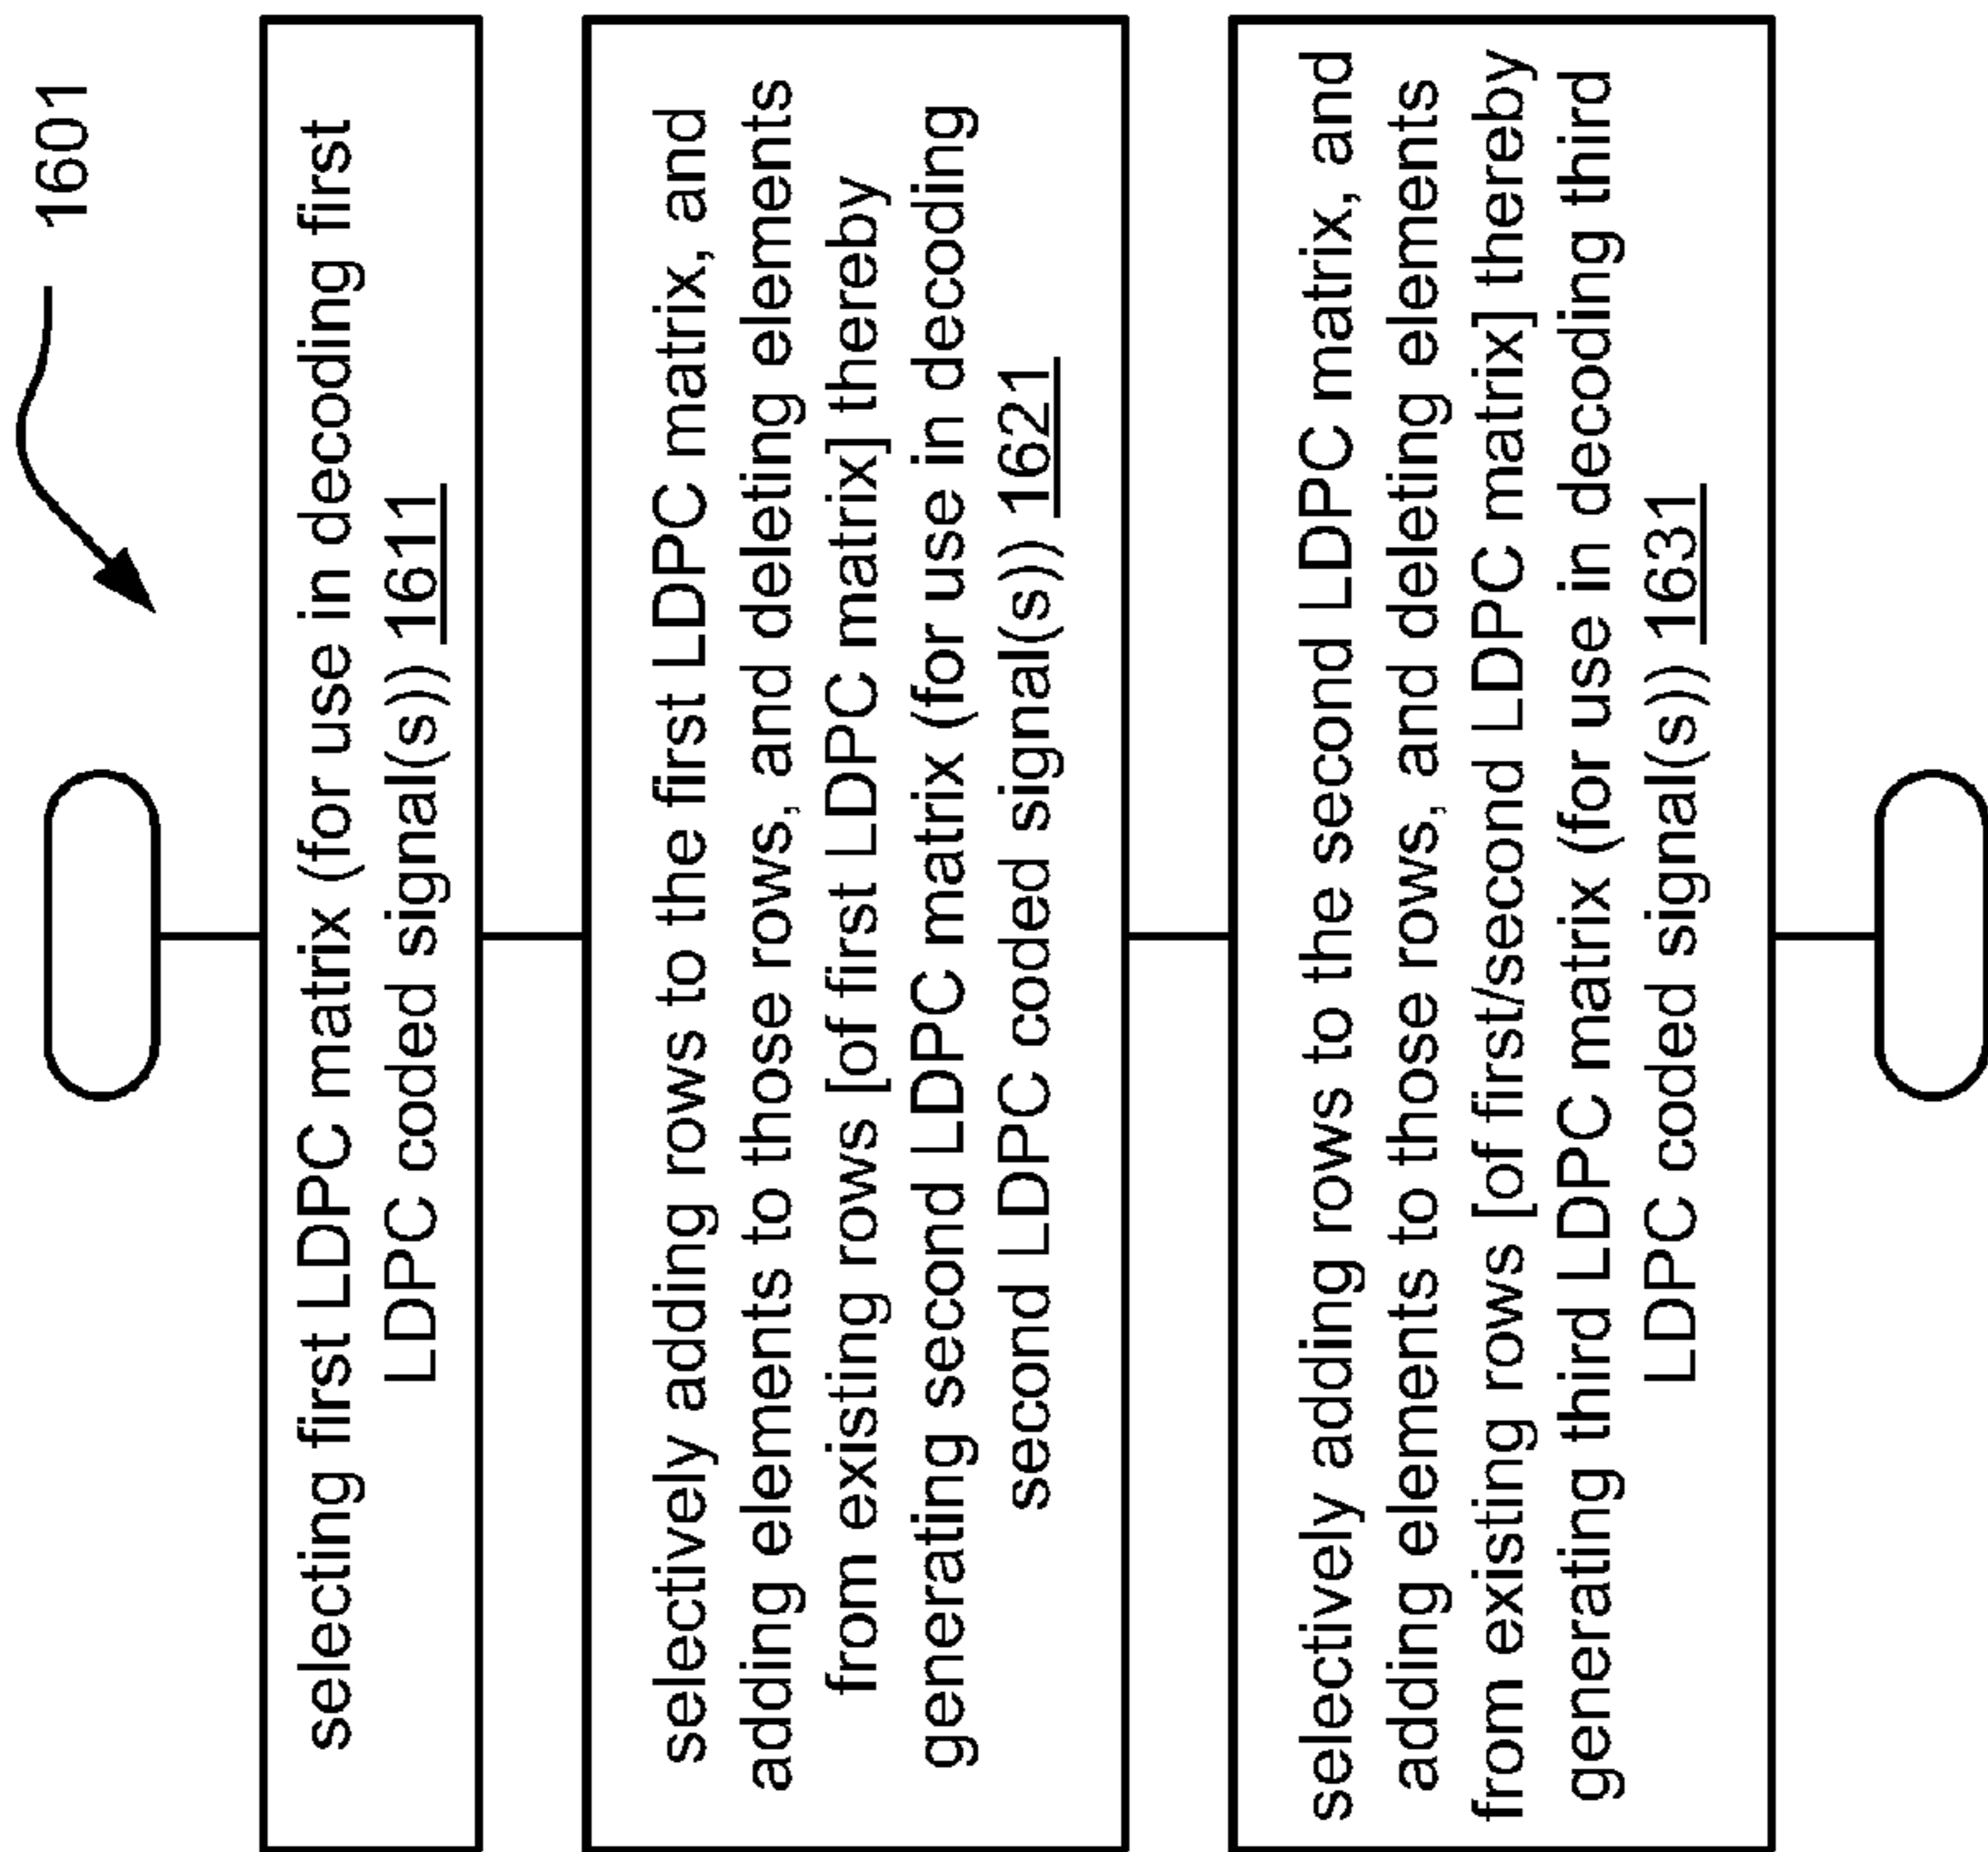 1601
selecting first LDPC matrix (for use in decoding first
LDPC coded signal(s)) 1611
selectively adding rows to the first LDPC matrix, and
adding elements to those rows, and deleting elements
from existing rows [of first LDPC matrix] thereby
generating second LDPC matrix (for use in decoding
second LDPC coded signal(s)) 1621
selectively adding rows to the second LDPC matrix, and
adding elements to those rows, and deleting elements
from existing rows [of first/second LDPC matrix] thereby
generating third LDPC matrix (for use in decoding third
LDPC coded signal(s)) 1631